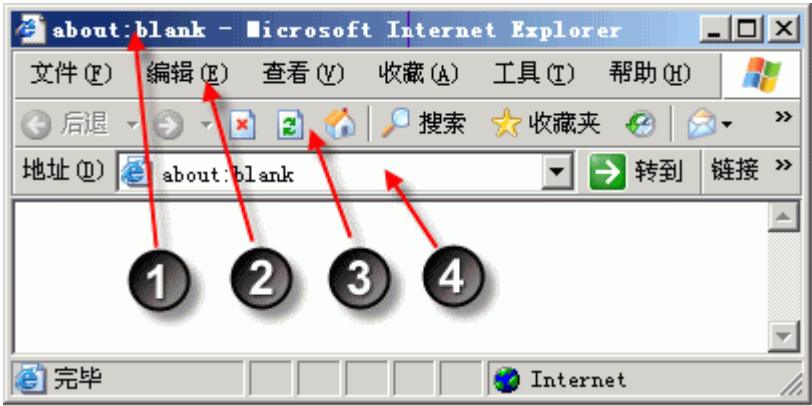 about:blank - Microsoft Internet Explorer
文件(F) 编辑(E) 查看(V) 收藏(A) 工具(T) 帮助(H)
后退 搜索 收藏夹 »
地址(D) about:blank 转到 链接 »
1 2 3 4
完毕 Internet